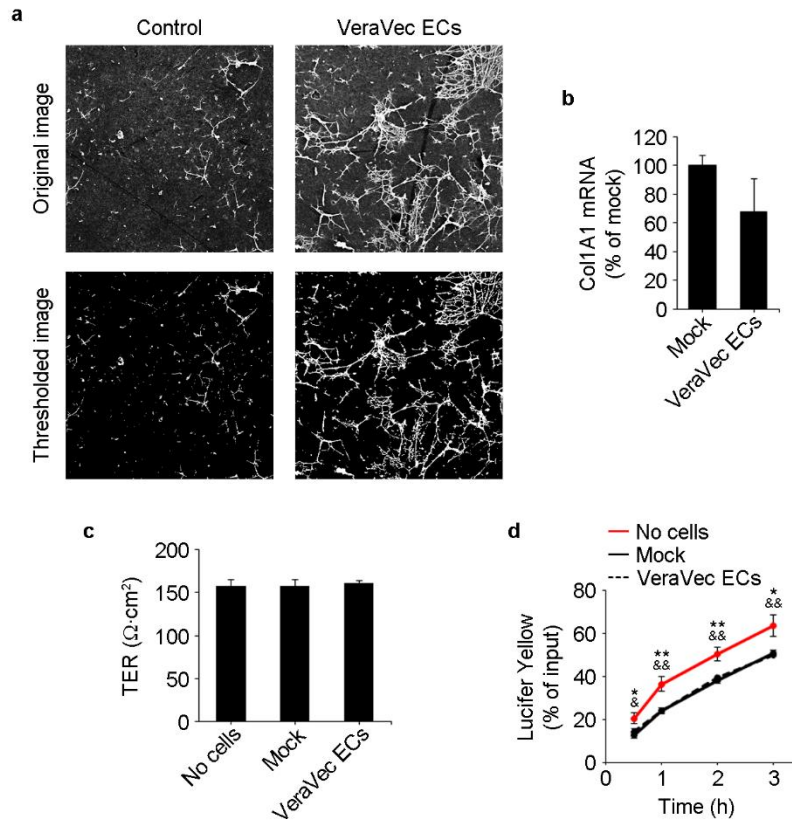 a
Control
VeraVec ECs
Original image
Thresholded image
b
Col1A1 mRNA
(% of mock)
120
100
80
60
40
20
0
Mock
VeraVec ECs
c
TER (Ω·cm²)
200
150
100
50
0
No cells
Mock
VeraVec ECs
d
No cells
Mock
VeraVec ECs
Lucifer Yellow
(% of input)
80
60
40
20
0
*
&
**
&&
**
&&
*
&&
0
1
2
3
Time (h)